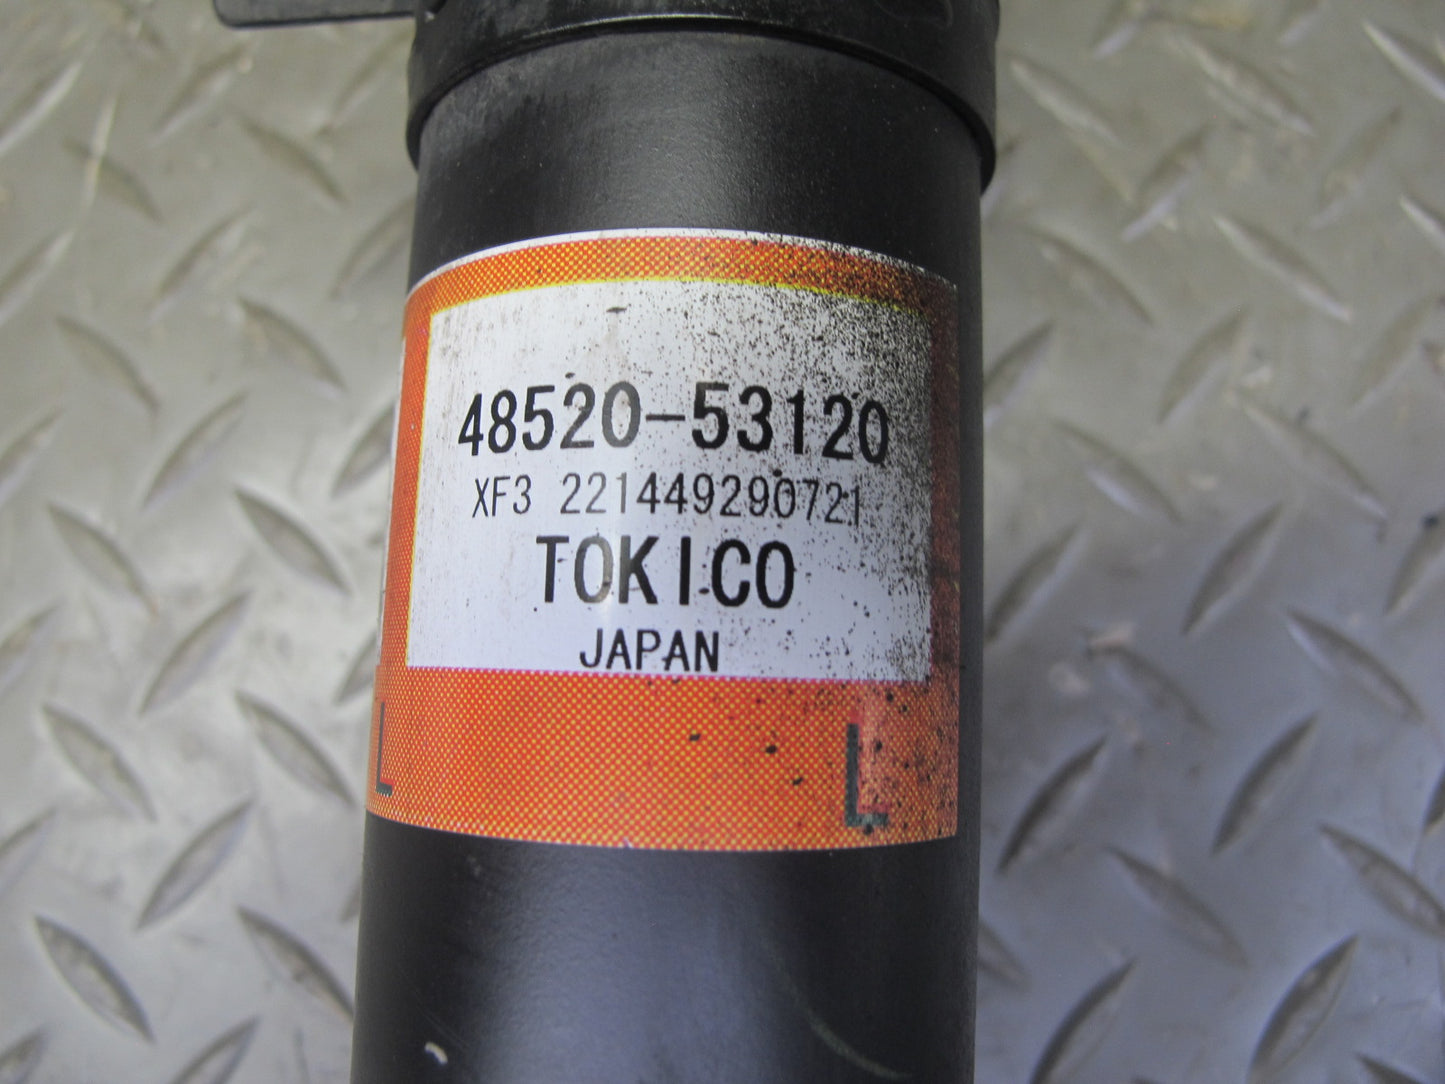 48520-53120
XF3 221449290721
TOKICO
JAPAN
L L